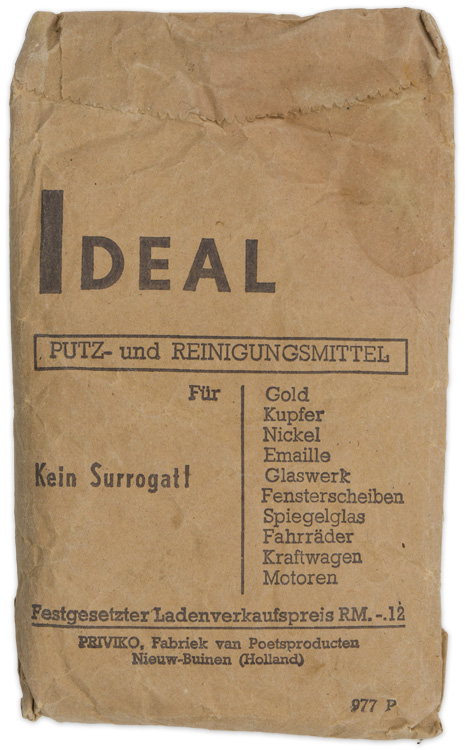 IDEAL
PUTZ- und REINIGUNGSMITTEL
Für
Gold
Kupfer
Nickel
Emaille
Glaswerk
Fensterscheiben
Spiegelglas
Fahrräder
Kraftwagen
Motoren
Kein Surrogatt
Festgesetzter Ladenverkaufspreis RM. -.12
PRIVIKO, Fabriek van Poetsproducten
Nieuw-Buinen (Holland)
977 P